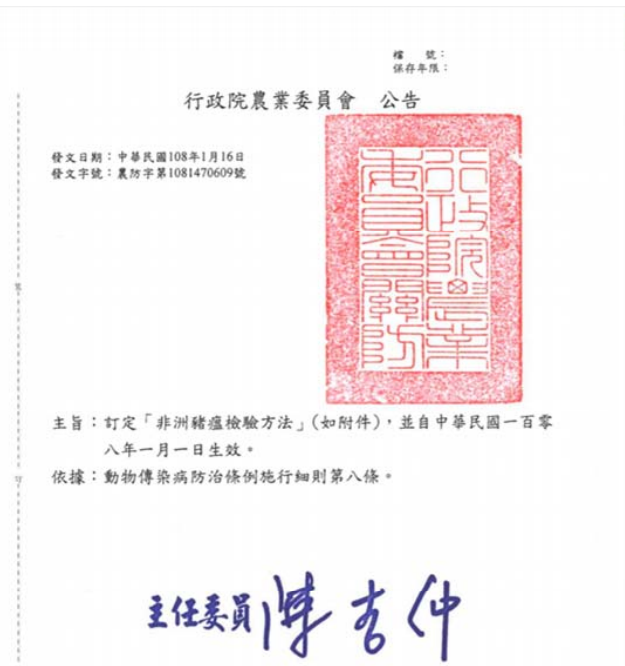 檔　　號：
保存年限：
行政院農業委員會　公告
發文日期：中華民國108年1月16日
發文字號：農防字第1081470609號
行政院農業
委員會關防
主旨：訂定「非洲豬瘟檢驗方法」(如附件)，並自中華民國一百零
八年一月一日生效。
依據：動物傳染病防治條例施行細則第八條。
主任委員 陳吉仲